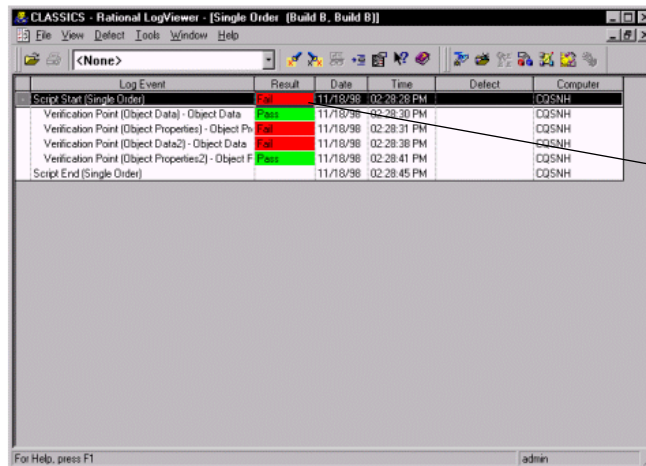 CLASSICS - Rational LogViewer - [Single Order (Build B, Build B)]
File View Defect Tools Window Help
<None>
Log Event Result Date Time Defect Computer
Script Start (Single Order) Fail 11/18/98 02:28:28 PM CQSNH
Verification Point (Object Data) - Object Data Pass 11/18/98 02:28:30 PM CQSNH
Verification Point (Object Properties) - Object Pr Fail 11/18/98 02:28:31 PM CQSNH
Verification Point (Object Data2) - Object Data Fail 11/18/98 02:28:38 PM CQSNH
Verification Point (Object Properties2) - Object F Pass 11/18/98 02:28:41 PM CQSNH
Script End (Single Order) 11/18/98 02:28:45 PM CQSNH
For Help, press F1 admin